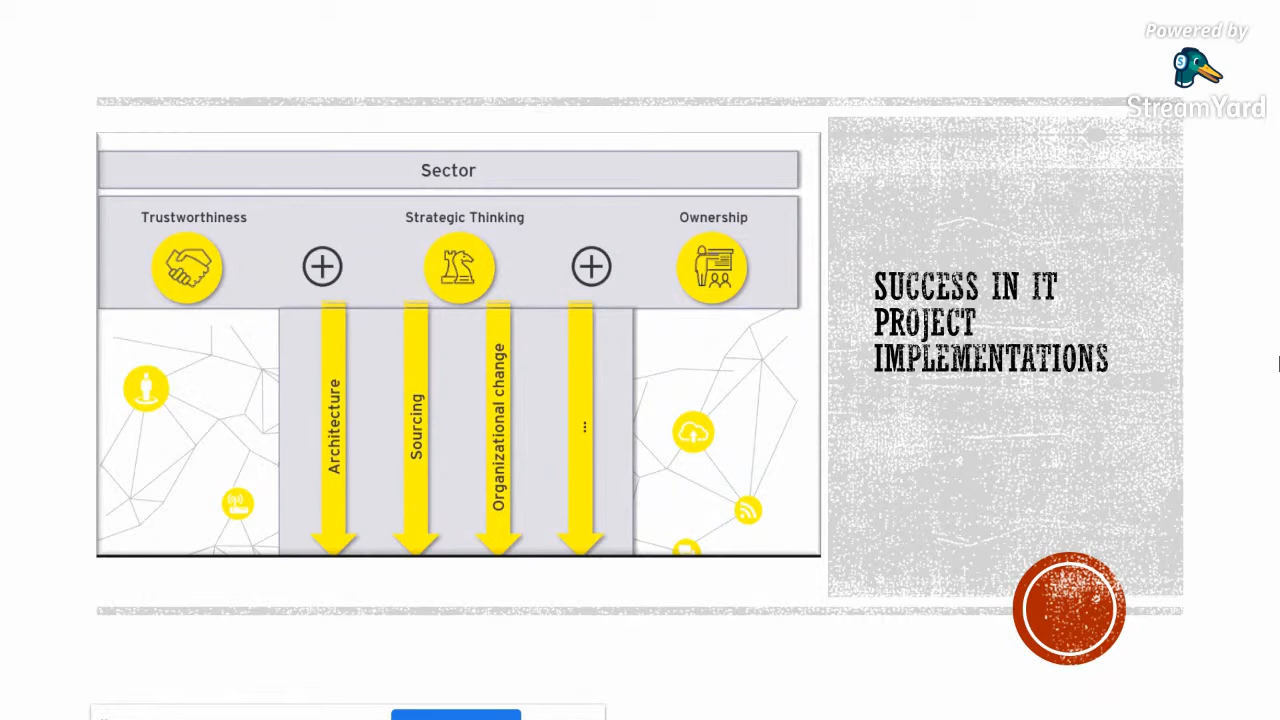 Powered by
StreamYard
Sector
Trustworthiness
Strategic Thinking
Ownership
Architecture
Sourcing
Organizational change
...
SUCCESS IN IT
PROJECT
IMPLEMENTATIONS